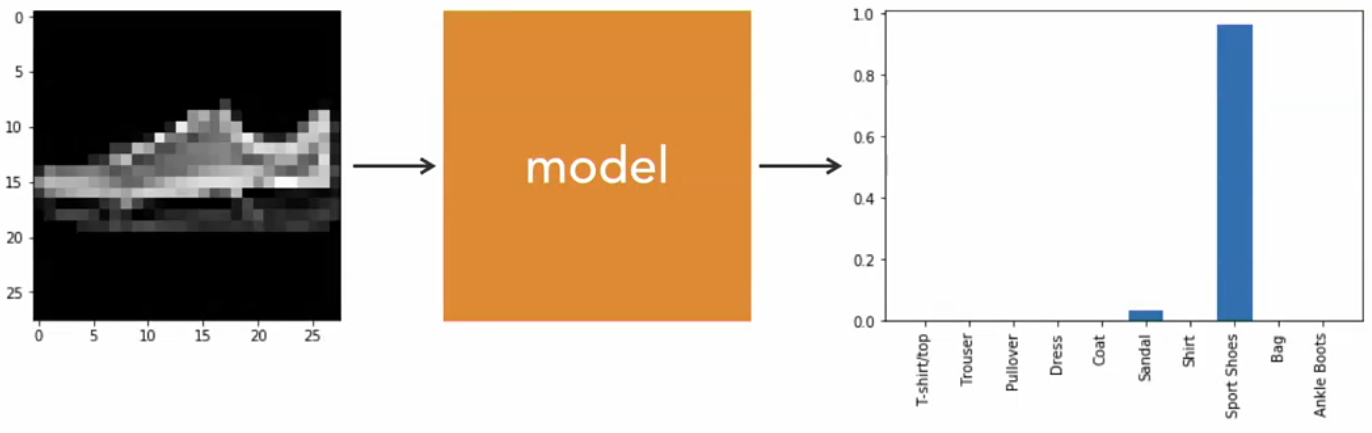 0
5
10
15
20
25
0 5 10 15 20 25
model
1.0
0.8
0.6
0.4
0.2
0.0
T-shirt/top
Trouser
Pullover
Dress
Coat
Sandal
Shirt
Sport Shoes
Bag
Ankle Boots